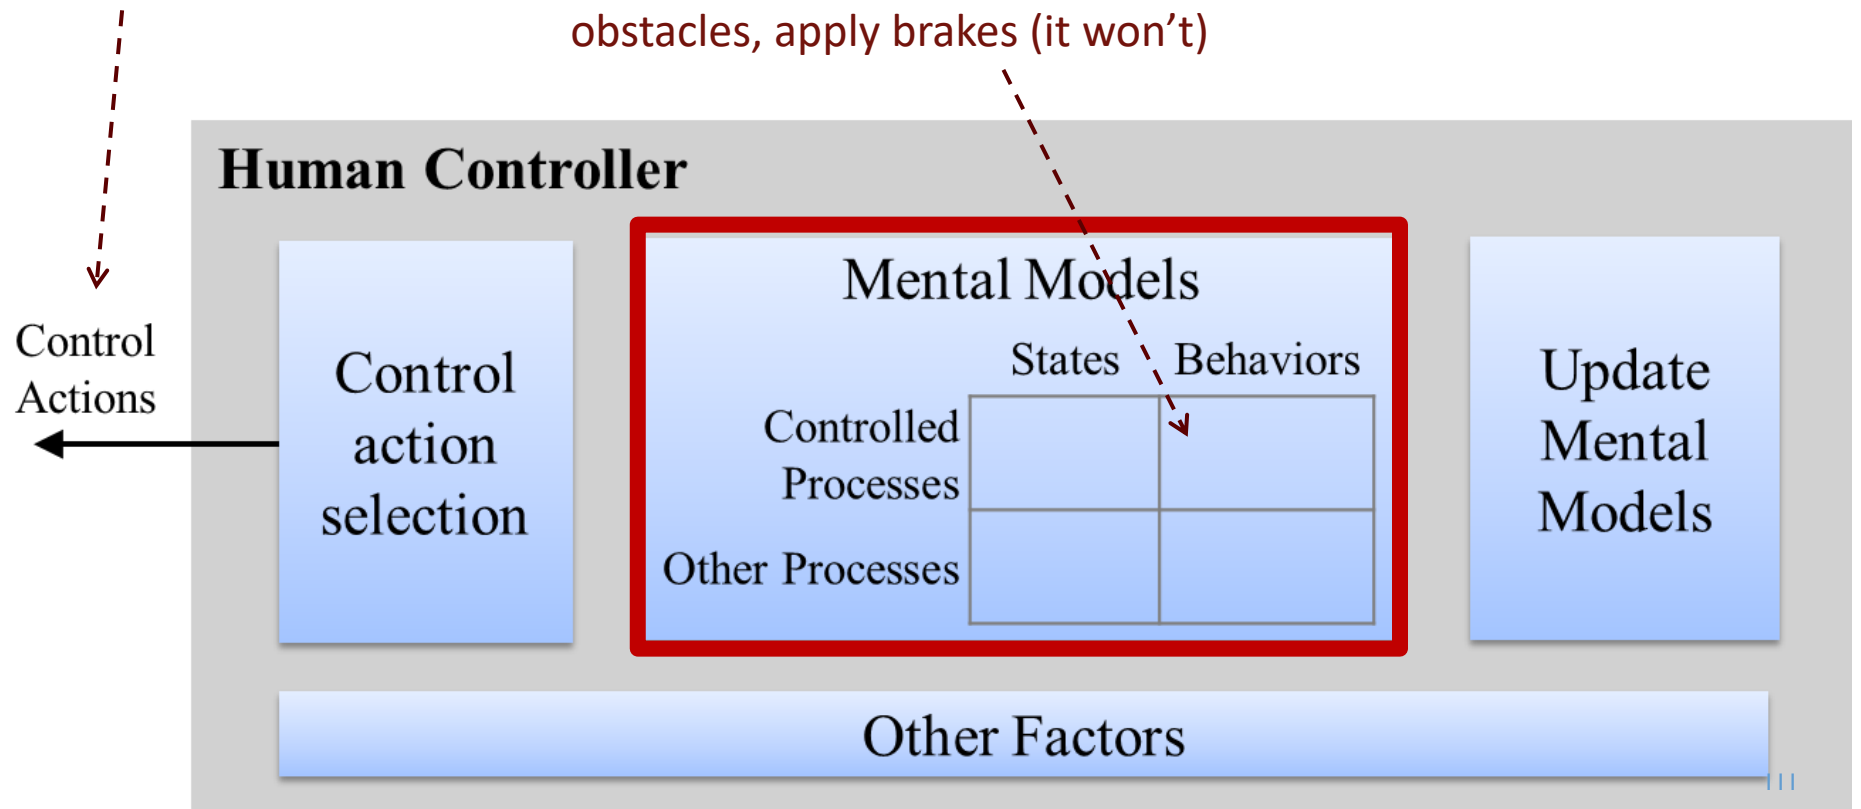 obstacles, apply brakes (it won’t)
Human Controller
Control
Actions
Control
action
selection
Mental Models
States Behaviors
Controlled
Processes
Other Processes
Update
Mental
Models
Other Factors